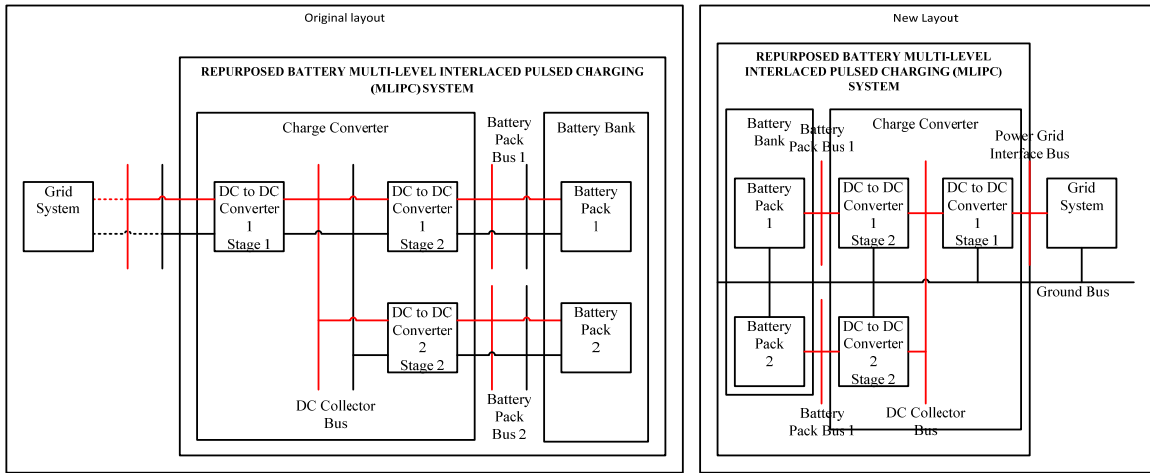 Original layout
REPURPOSED BATTERY MULTI-LEVEL INTERLACED PULSED CHARGING
(MLIPC) SYSTEM
Charge Converter
Battery
Pack
Bus 1
Battery Bank
Grid
System
DC to DC
Converter
1
Stage 1
DC to DC
Converter
1
Stage 2
Battery
Pack
1
DC to DC
Converter
2
Stage 2
Battery
Pack
2
DC Collector
Bus
Battery
Pack
Bus 2
New Layout
REPURPOSED BATTERY MULTI-LEVEL
INTERLACED PULSED CHARGING (MLIPC)
SYSTEM
Battery
Bank
Battery
Pack Bus 1
Charge Converter
Power Grid
Interface Bus
Battery
Pack
1
DC to DC
Converter
1
Stage 2
DC to DC
Converter
1
Stage 1
Grid
System
Ground Bus
Battery
Pack
2
DC to DC
Converter
2
Stage 2
Battery
Pack Bus 1
DC Collector
Bus